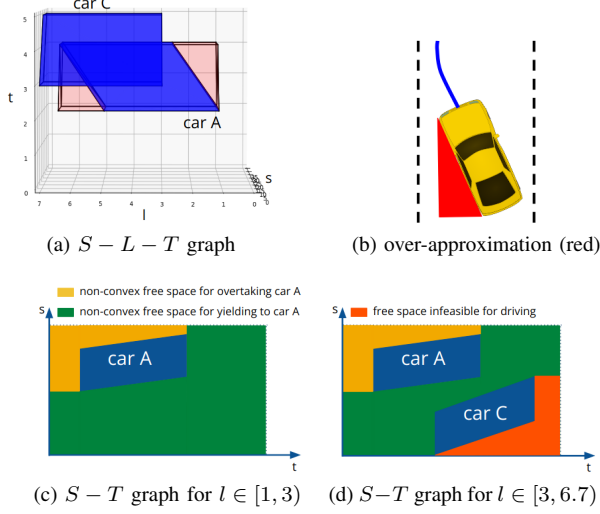 car C
5
4
3
2
1
0
t
car A
s
7
6
5
4
3
2
1
0
l
(a) S − L − T graph
(b) over-approximation (red)
non-convex free space for overtaking car A
non-convex free space for yielding to car A
s
car A
t
(c) S − T graph for l ∈ [1, 3)
free space infeasible for driving
s
car A
car C
t
(d) S−T graph for l ∈ [3, 6.7)